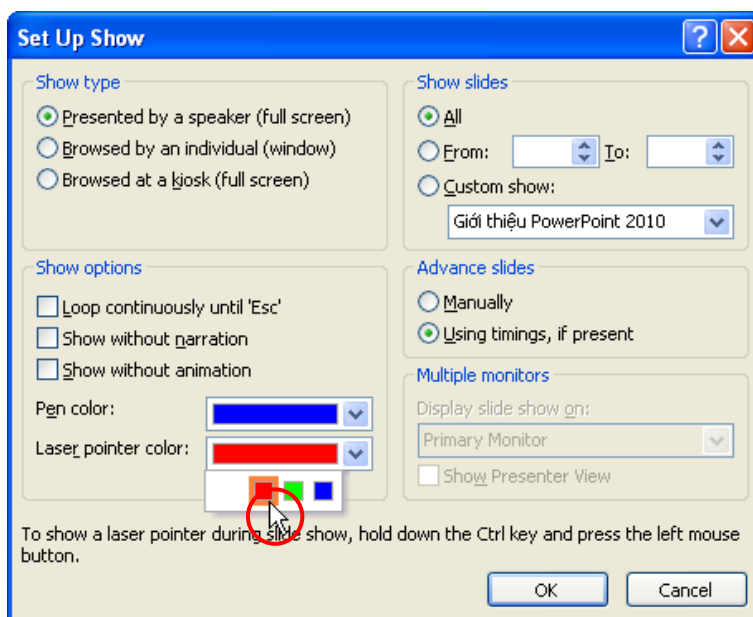 Set Up Show
Show type
Presented by a speaker (full screen)
Browsed by an individual (window)
Browsed at a kiosk (full screen)
Show slides
All
From: To:
Custom show:
Giới thiệu PowerPoint 2010
Show options
Loop continuously until 'Esc'
Show without narration
Show without animation
Pen color:
Laser pointer color:
Advance slides
Manually
Using timings, if present
Multiple monitors
Display slide show on:
Primary Monitor
Show Presenter View
To show a laser pointer during slide show, hold down the Ctrl key and press the left mouse
button.
OK Cancel